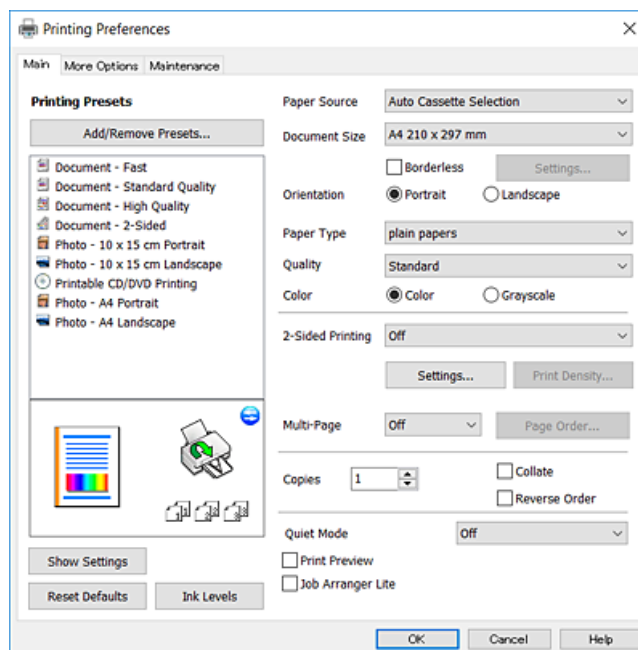 Printing Preferences
Main More Options Maintenance
Printing Presets
Add/Remove Presets...
Document - Fast
Document - Standard Quality
Document - High Quality
Document - 2-Sided
Photo - 10 x 15 cm Portrait
Photo - 10 x 15 cm Landscape
Printable CD/DVD Printing
Photo - A4 Portrait
Photo - A4 Landscape
Show Settings
Reset Defaults Ink Levels
Paper Source Auto Cassette Selection
Document Size A4 210 x 297 mm
Borderless Settings...
Orientation Portrait Landscape
Paper Type plain papers
Quality Standard
Color Color Grayscale
2-Sided Printing Off
Settings... Print Density...
Multi-Page Off Page Order...
Copies 1 Collate
Reverse Order
Quiet Mode Off
Print Preview
Job Arranger Lite
OK Cancel Help